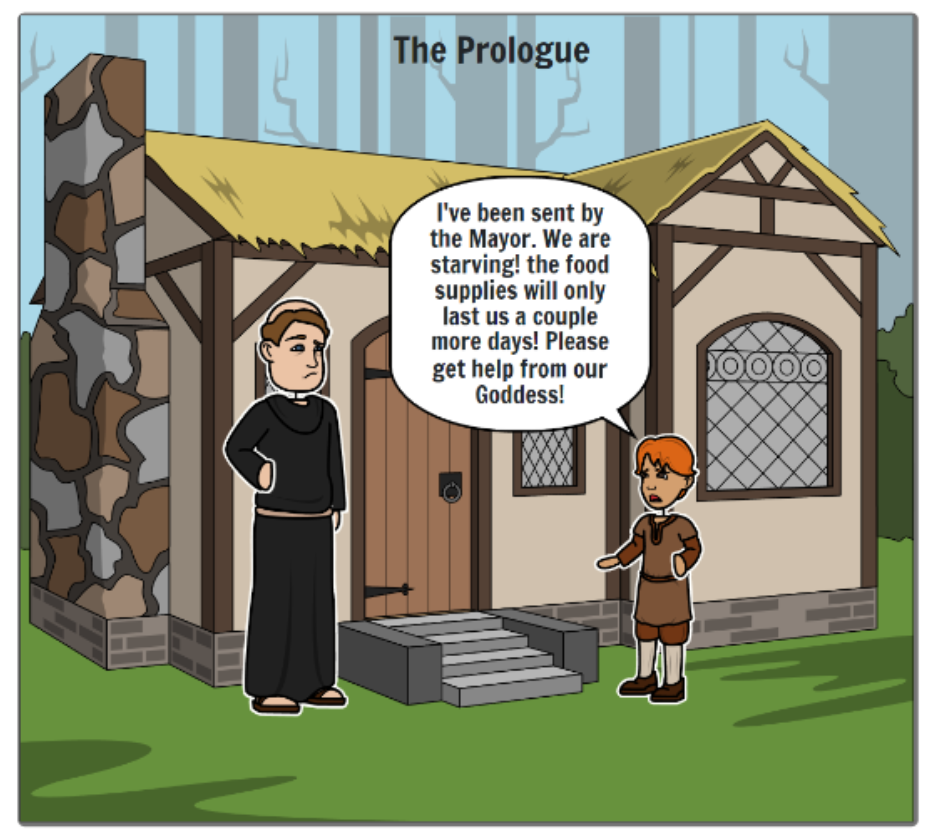 The Prologue
I've been sent by
the Mayor. We are
starving! the food
supplies will only
last us a couple
more days! Please
get help from our
Goddess!